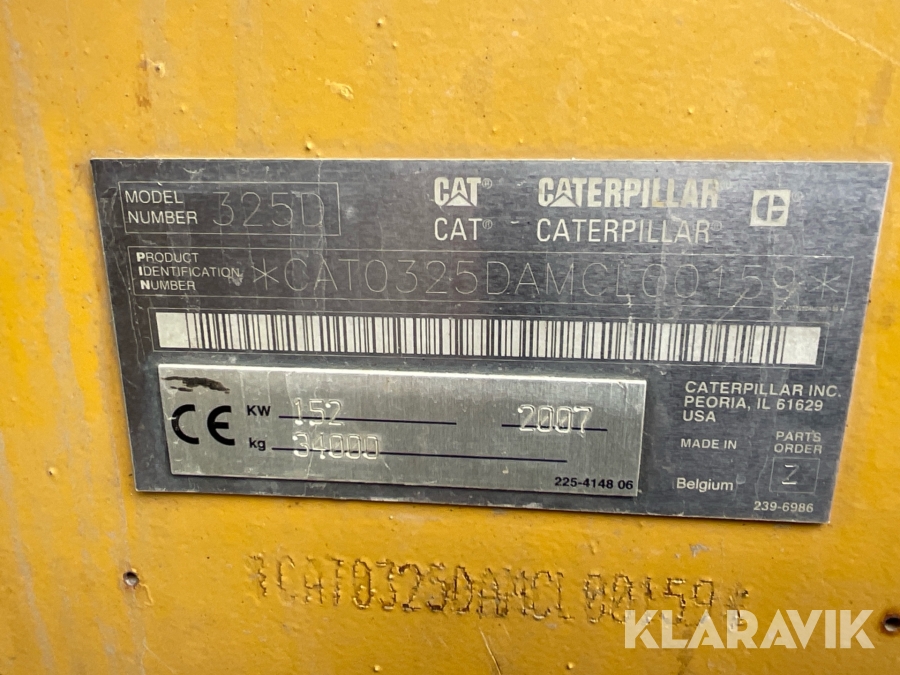 MODEL NUMBER 325D
CAT® CATERPILLAR®
CAT® CATERPILLAR®
PRODUCT IDENTIFICATION NUMBER *CAT0325DAMCL00159*
CE KW 152 2007
kg 34000
225-4148 06
CATERPILLAR INC.
PEORIA, IL 61629
USA
MADE IN Belgium
PARTS ORDER Z
239-6986
*CAT0325DAMCL00159*
KLARAVIK